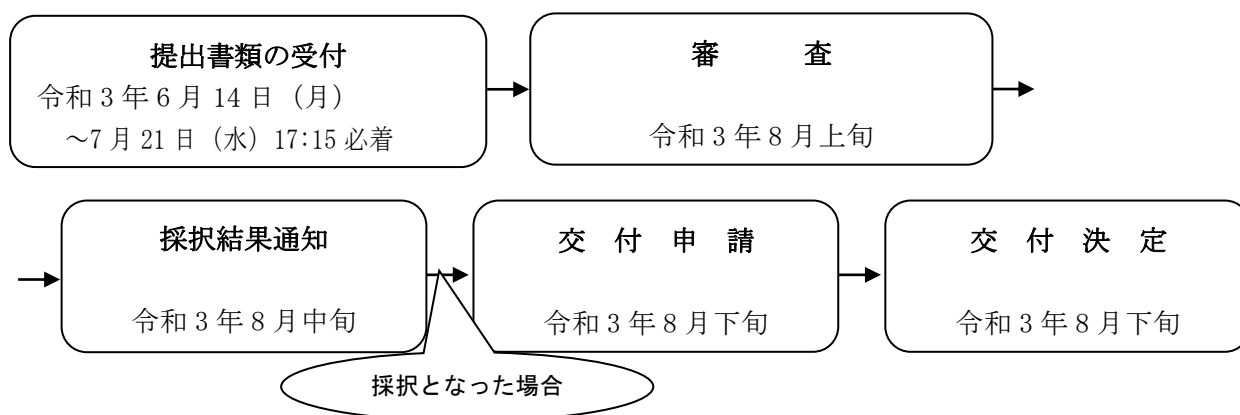 提出書類の受付
令和3年6月14日（月）
～7月21日（水）17:15必着
審　　査
令和3年8月上旬
採択結果通知
令和3年8月中旬
採択となった場合
交　付　申　請
令和3年8月下旬
交　付　決　定
令和3年8月下旬